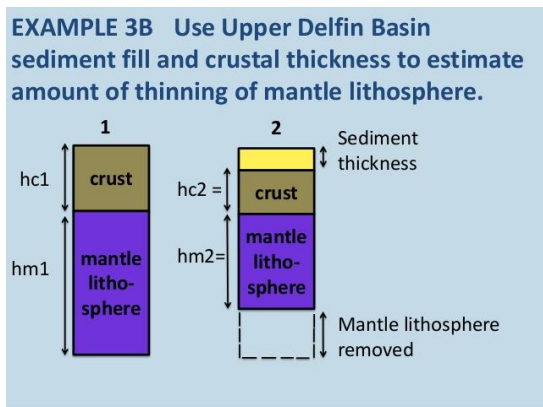 EXAMPLE 3B Use Upper Delfin Basin
sediment fill and crustal thickness to estimate
amount of thinning of mantle lithosphere.
1
2
Sediment
thickness
hc1
crust
hc2 =
crust
hm1
mantle
litho-
sphere
hm2=
mantle
litho-
sphere
Mantle lithosphere
removed